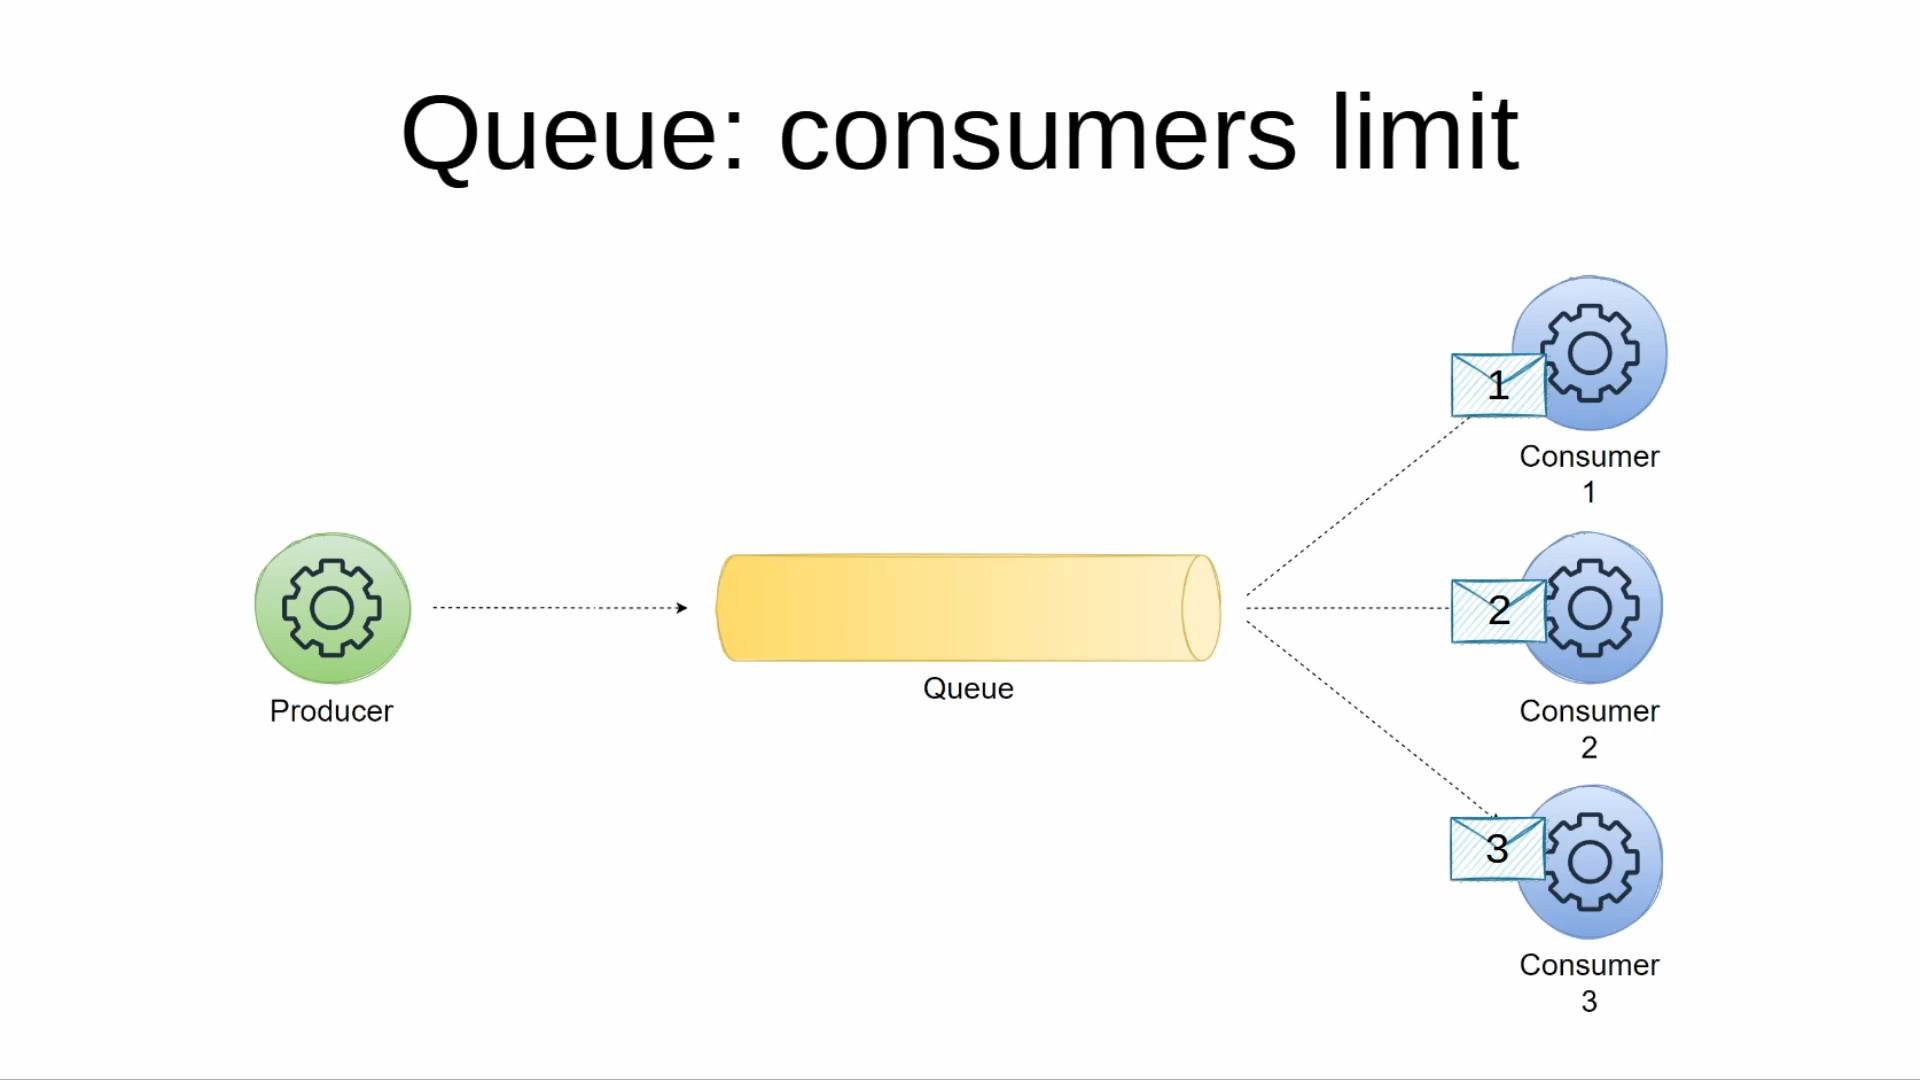 Queue: consumers limit
1
Consumer
1
Producer
Queue
2
Consumer
2
3
Consumer
3